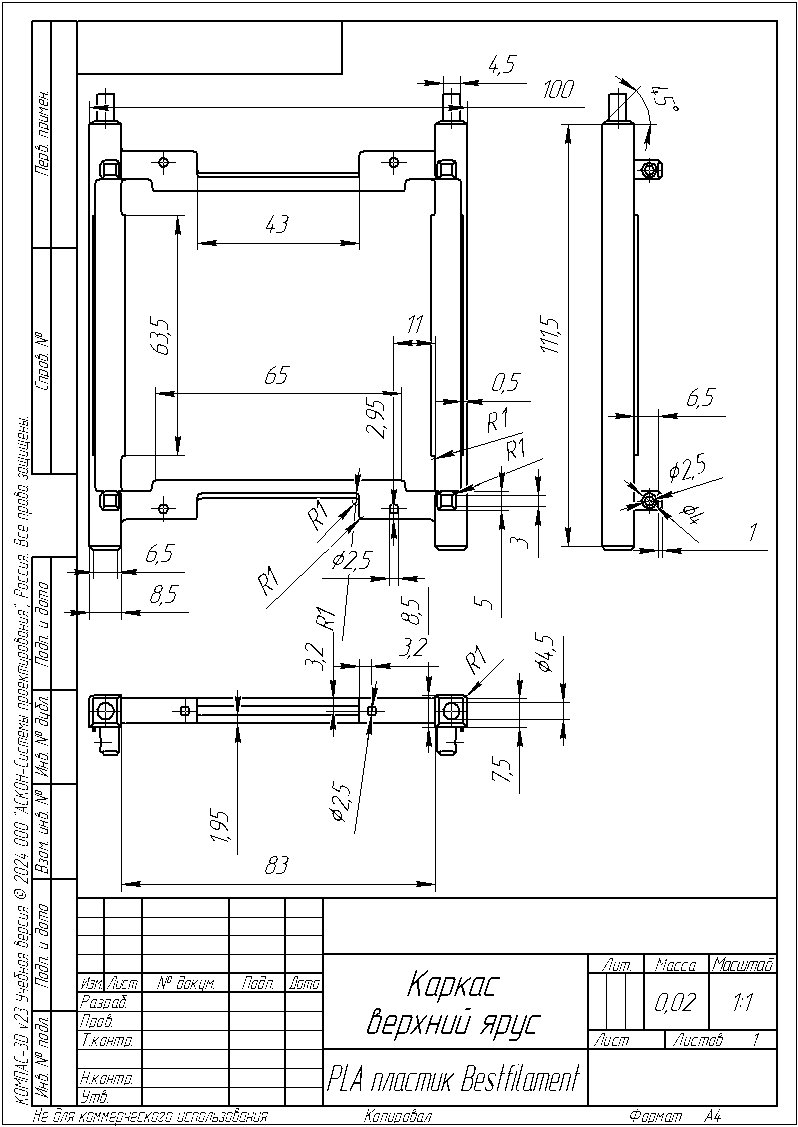 Перв. примен.
Справ. №
Подп. и дата
Инв. № дубл.
Взам. инв. №
Подп. и дата
Инв. № подл.
КОМПАС-3D v23 Учебная версия © 2024 ООО "АСКОН-Системы проектирования", Россия. Все права защищены.
4,5
100
45°
43
63,5
111,5
11
65
0,5
2,95
6,5
R1
R1
⌀2,5
⌀4
R1
3
1
6,5
⌀2,5
R1
8,5
8,5
5
R1
3,2
3,2
R1
⌀4,5
7,5
⌀2,5
1,95
83
Изм. Лист № докум. Подп. Дата
Разраб.
Пров.
Т.контр.
Н.контр.
Утв.
Каркас
верхний ярус
PLA пластик Bestfilament
Лит. Масса Масштаб
0,02 1:1
Лист Листов 1
Не для коммерческого использования Копировал Формат А4